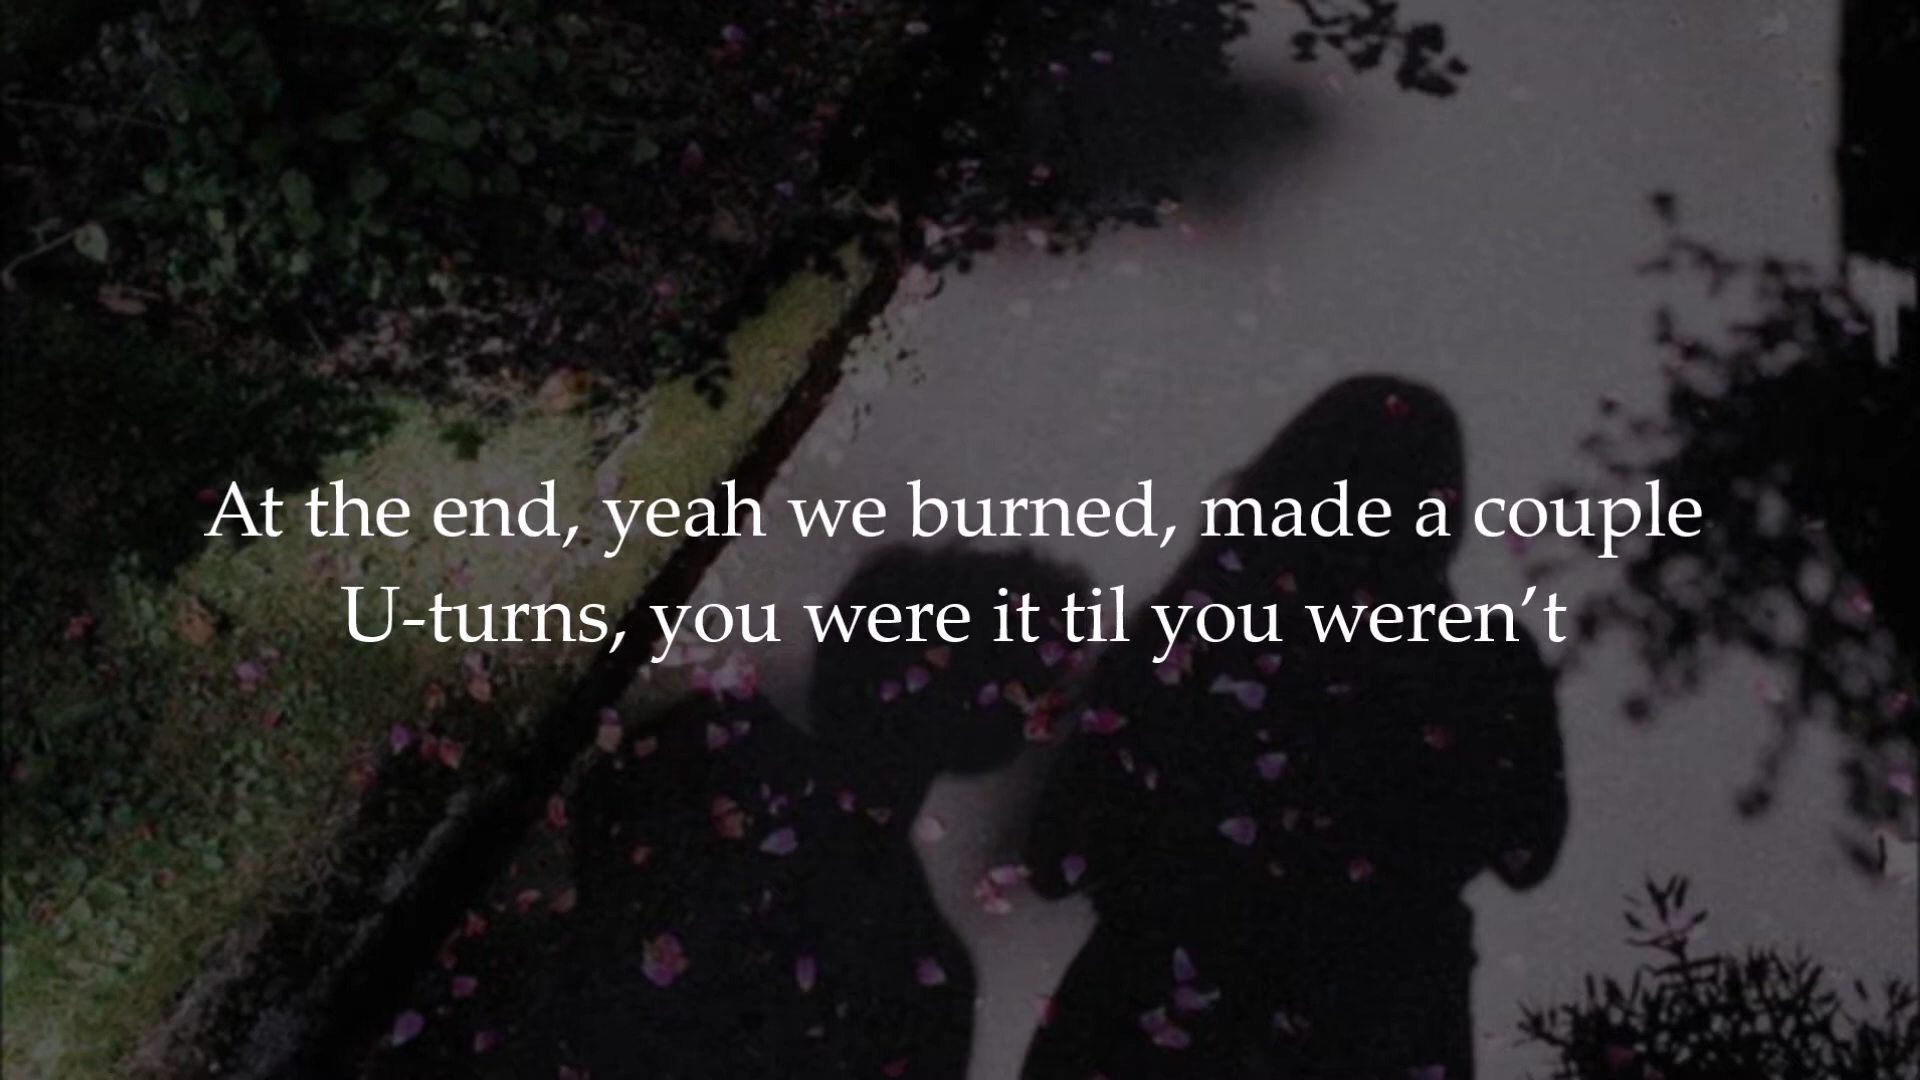 At the end, yeah we burned, made a couple
U-turns, you were it til you weren’t